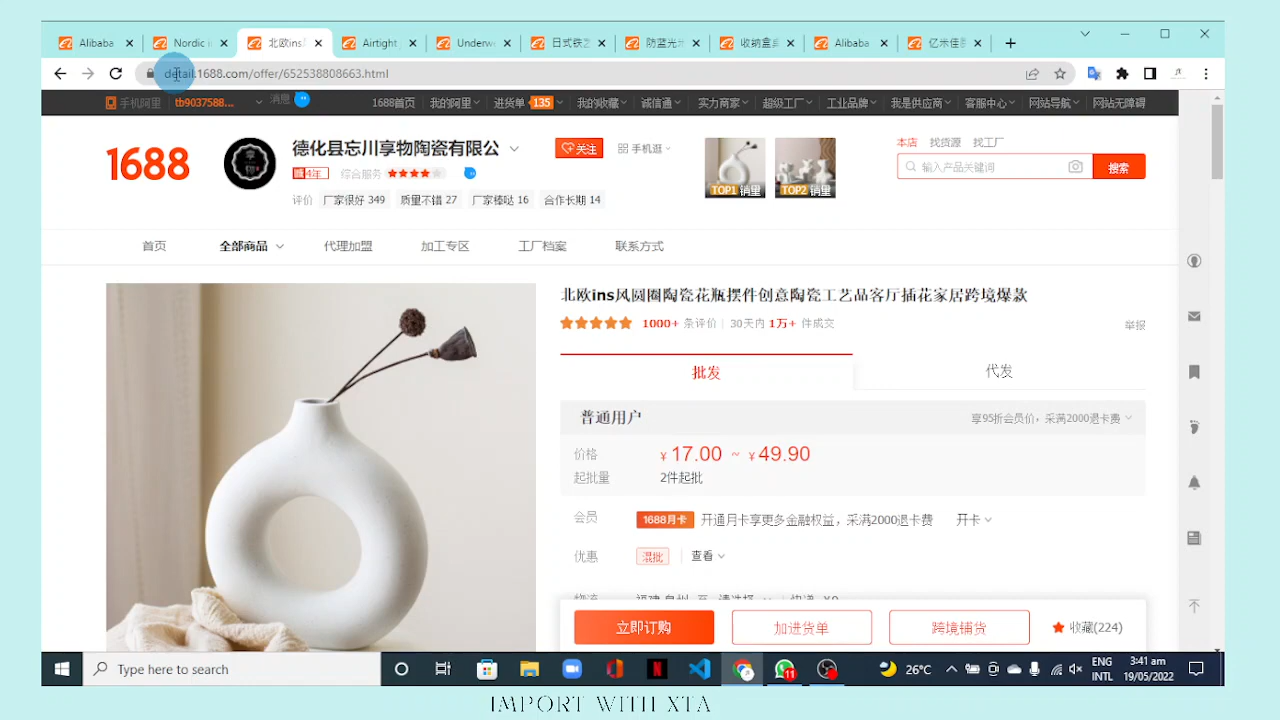 Alibaba
Nordic i
北欧ins风
Airtight j
Underwe
日式铁艺
防蓝光ネ
收纳盒桌
Alibaba
亿米佳
detail.1688.com/offer/652538808663.html
手机阿里 tb9037588... 消息 1688首页 我的阿里 进货单 135 我的收藏 诚信通 实力商家 超级工厂 工业品牌 我是供应商 客服中心 网站导航 网站无障碍
1688
德化县忘川享物陶瓷有限公
诚 4年 综合服务
评价 厂家很好 349 质量不错 27 厂家棒哒 16 合作长期 14
关注 手机逛
TOP1 销量
TOP2 销量
本店 找货源 找工厂
输入产品关键词 搜索
首页 全部商品 代理加盟 加工专区 工厂档案 联系方式
北欧ins风圆圈陶瓷花瓶摆件创意陶瓷工艺品客厅插花家居跨境爆款
1000+ 条评价 30天内 1万+ 件成交 举报
批发 代发
普通用户 享95折会员价，采满2000退卡费
价格 ¥ 17.00 ~ ¥ 49.90
起批量 2件起批
会员 1688月卡 开通月卡享更多金融权益，采满2000退卡费 开卡
优惠 混批 查看
立即订购 加进货单 跨境铺货 收藏(224)
Type here to search
11
26°C
ENG
INTL
3:41 am
19/05/2022
IMPORT WITH XTA